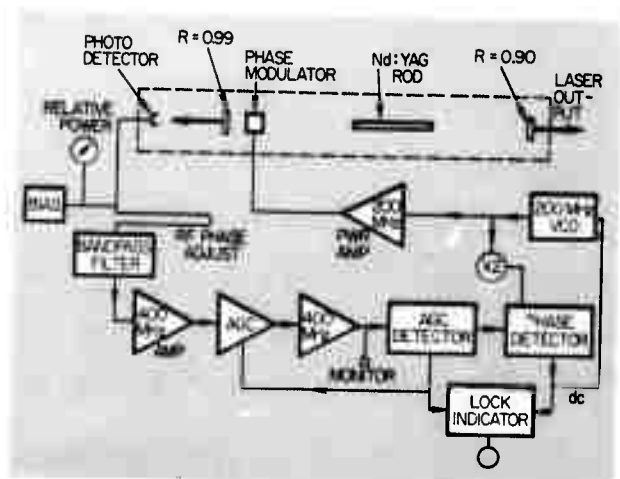 PHOTO
DETECTOR
R = 0.99
PHASE
MODULATOR
Nd:YAG
ROD
R = 0.90
LASER
OUT-
PUT
RELATIVE
POWER
BIAS
RF PHASE
ADJUST
200
MHz
PWR
AMP
200 MHz
VCO
X2
BANDPASS
FILTER
400
MHz
AMP
AGC
400
MHz
MONITOR
AGC
DETECTOR
PHASE
DETECTOR
dc
LOCK
INDICATOR